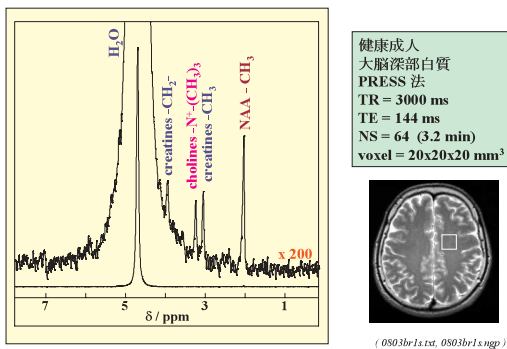 H₂O
creatines -CH₂-
cholines -N⁺-(CH₃)₃
creatines -CH₃
NAA - CH₃
x 200
7 5 3 1
δ / ppm
健康成人
大脳深部白質
PRESS 法
TR = 3000 ms
TE = 144 ms
NS = 64 (3.2 min)
voxel = 20x20x20 mm³
( 0803br1s.txt, 0803br1s.ngp )